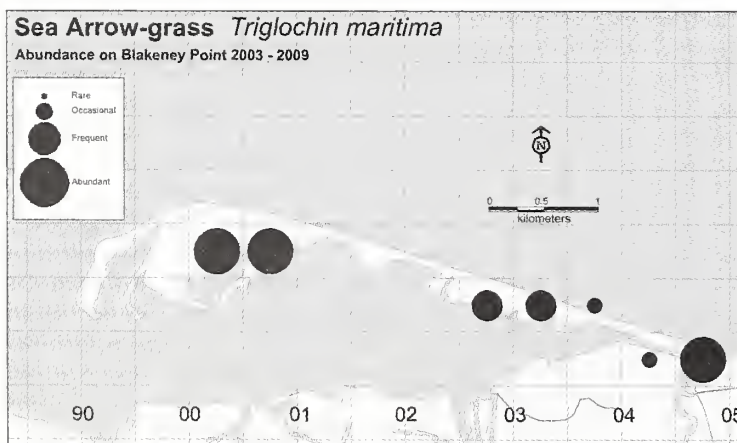 Sea Arrow-grass Triglochin maritima
Abundance on Blakeney Point 2003 - 2009
Rare
Occasional
Frequent
Abundant
N
0 0.5 1
kilometers
90 00 01 02 03 04 05